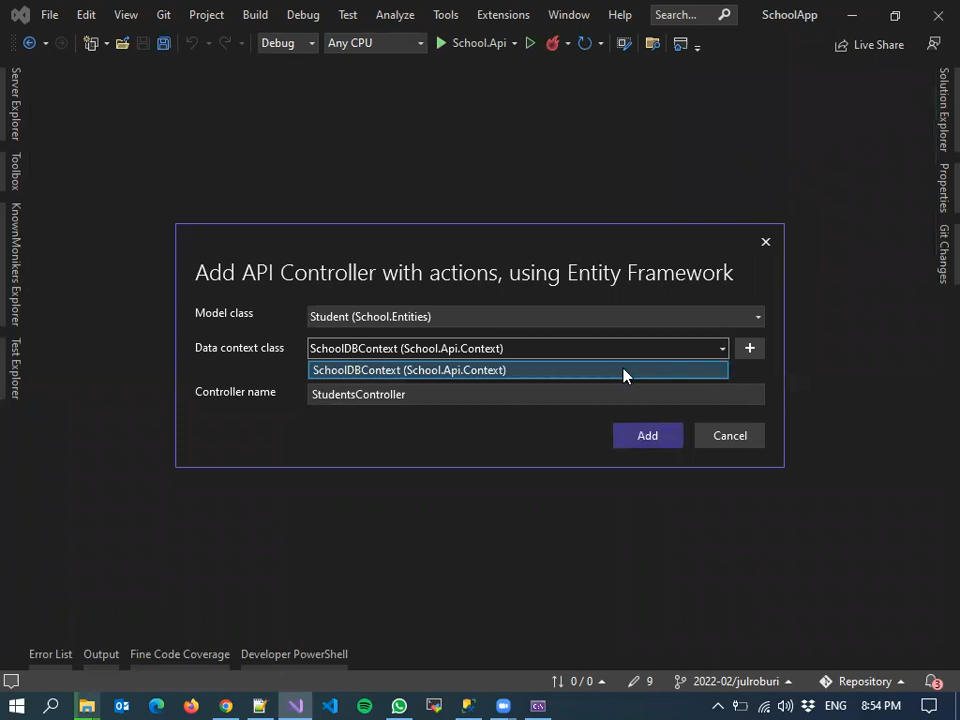 File Edit View Git Project Build Debug Test Analyze Tools Extensions Window Help Search... SchoolApp
Debug Any CPU School.Api Live Share
Server Explorer
Toolbox
KnownMonikers Explorer
Test Explorer
Solution Explorer
Properties
Git Changes
Add API Controller with actions, using Entity Framework
Model class Student (School.Entities)
Data context class SchoolDBContext (School.Api.Context)
SchoolDBContext (School.Api.Context)
Controller name StudentsController
Add Cancel
Error List Output Fine Code Coverage Developer PowerShell
0 / 0 9 2022-02/julroburi Repository 3
ENG 8:54 PM